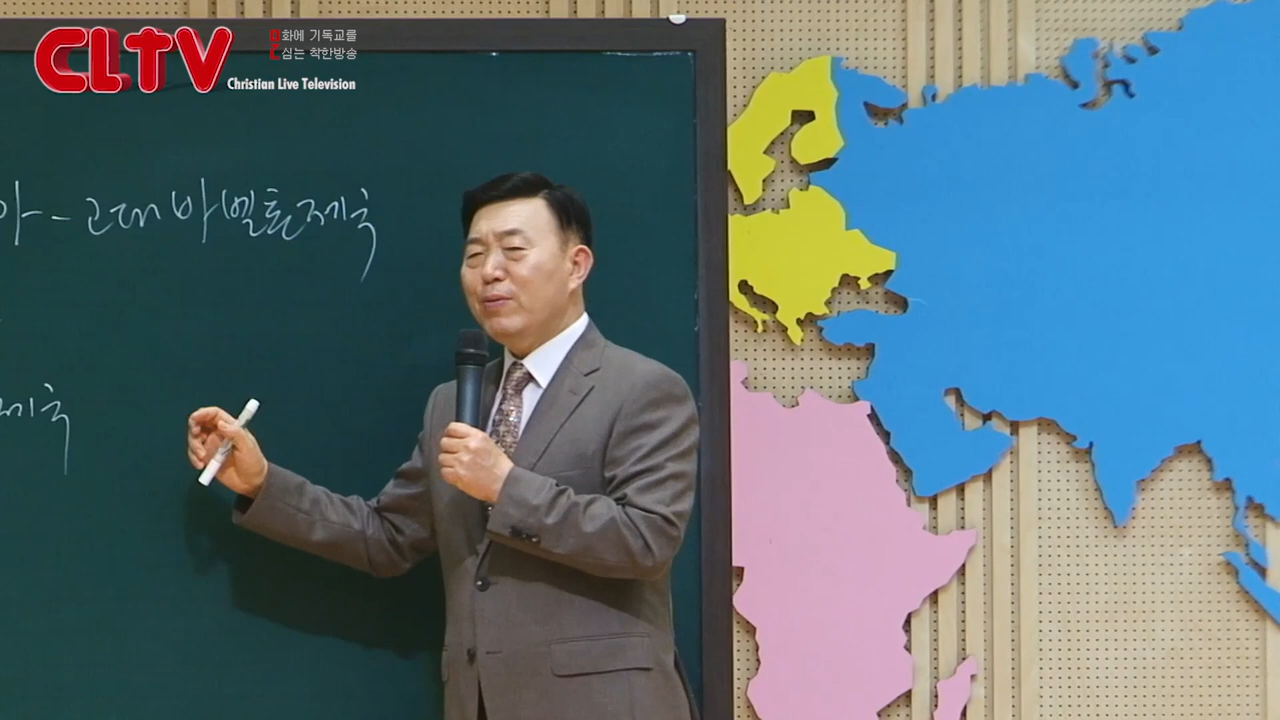 CLTV
문화에 기독교를
심는 착한방송
Christian Live Television
아 - 고대 바벨론제국
제국